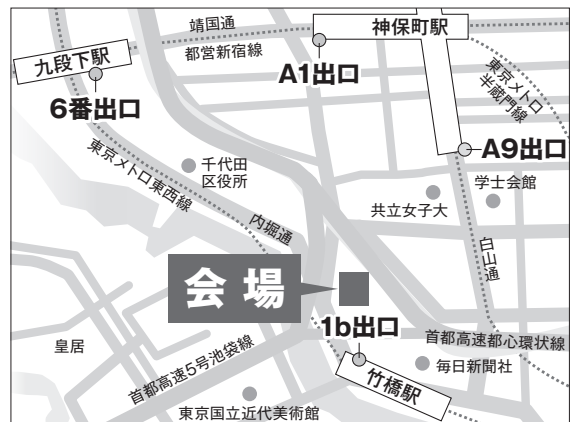 靖国通
神保町駅
九段下駅
都営新宿線
A1出口
東京メトロ
半蔵門線
6番出口
A9出口
東京メトロ東西線
千代田
区役所
学士会館
共立女子大
内堀通
白山通
会場
1b出口
首都高速都心環状線
皇居
首都高速5号池袋線
毎日新聞社
竹橋駅
東京国立近代美術館